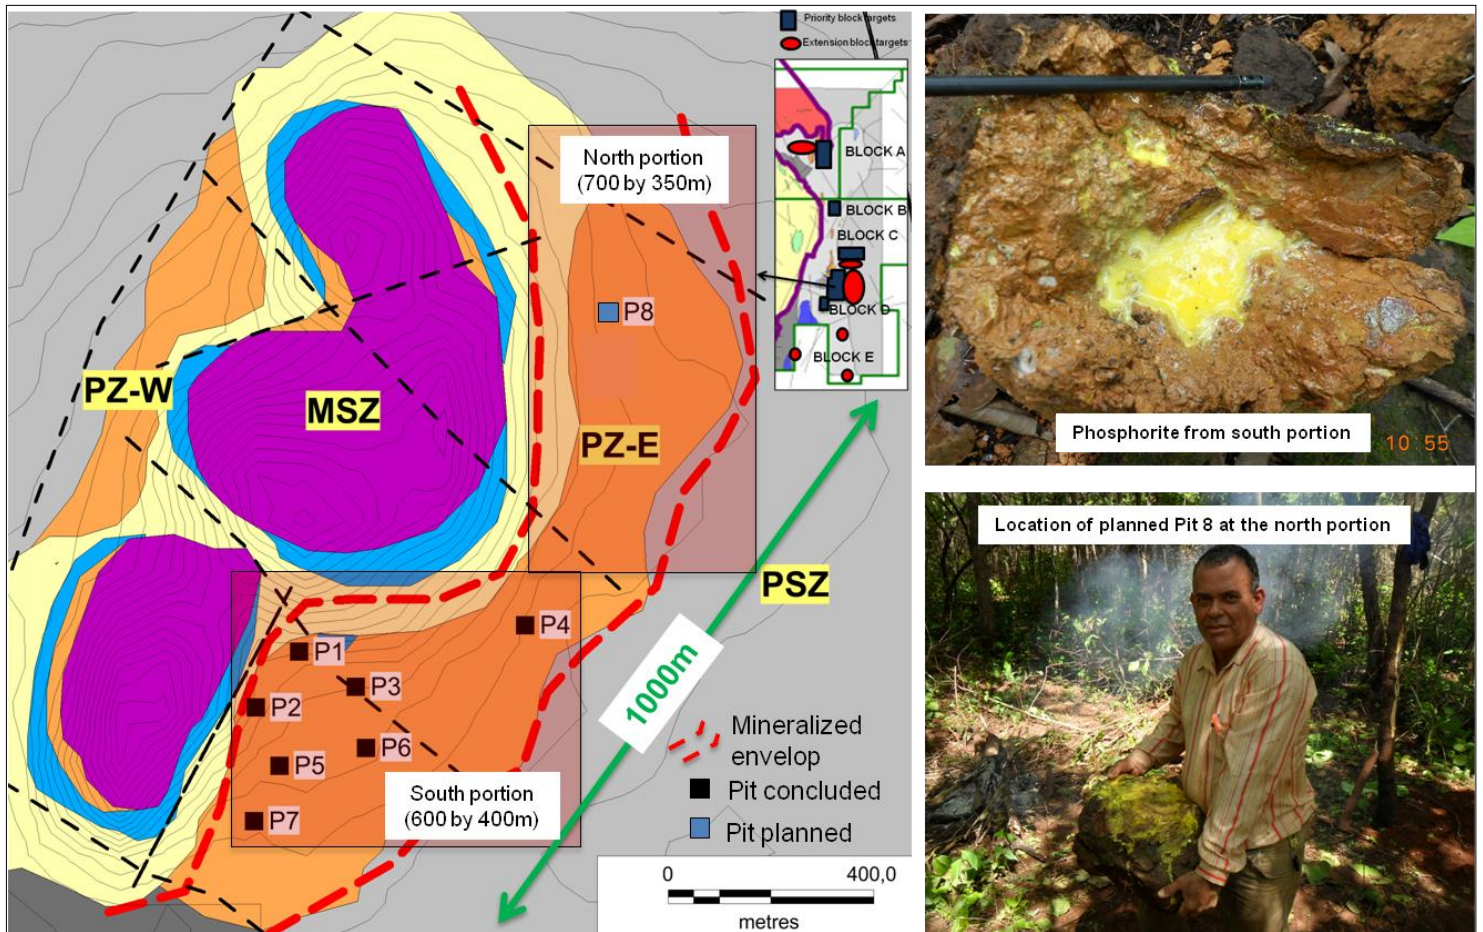 Priority block targets
Extension block targets
BLOCK A
BLOCK B
BLOCK C
BLOCK D
BLOCK E
North portion
(700 by 350m)
P8
PZ-W
MSZ
PZ-E
PSZ
1000m
P1
P2
P3
P4
P5
P6
P7
South portion
(600 by 400m)
Mineralized
envelop
Pit concluded
Pit planned
0 400,0
metres
Phosphorite from south portion
10 55
Location of planned Pit 8 at the north portion